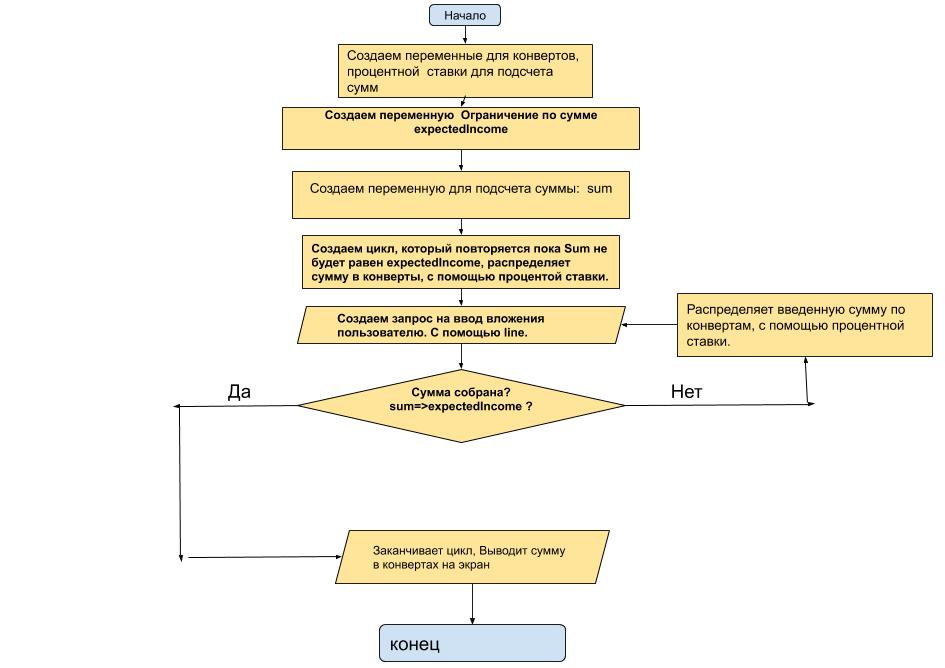 Начало
Создаем переменные для конвертов,
процентной ставки для подсчета
сумм
Создаем переменную Ограничение по сумме
expectedIncome
Создаем переменную для подсчета суммы: sum
Создаем цикл, который повторяется пока Sum не
будет равен expectedIncome, распределяет
сумму в конверты, с помощью процентой ставки.
Создаем запрос на ввод вложения
пользователю. С помощью line.
Распределяет введенную сумму по
конвертам, с помощью процентной
ставки.
Да
Сумма собрана?
sum=>expectedIncome ?
Нет
Заканчивает цикл, Выводит сумму
в конвертах на экран
конец